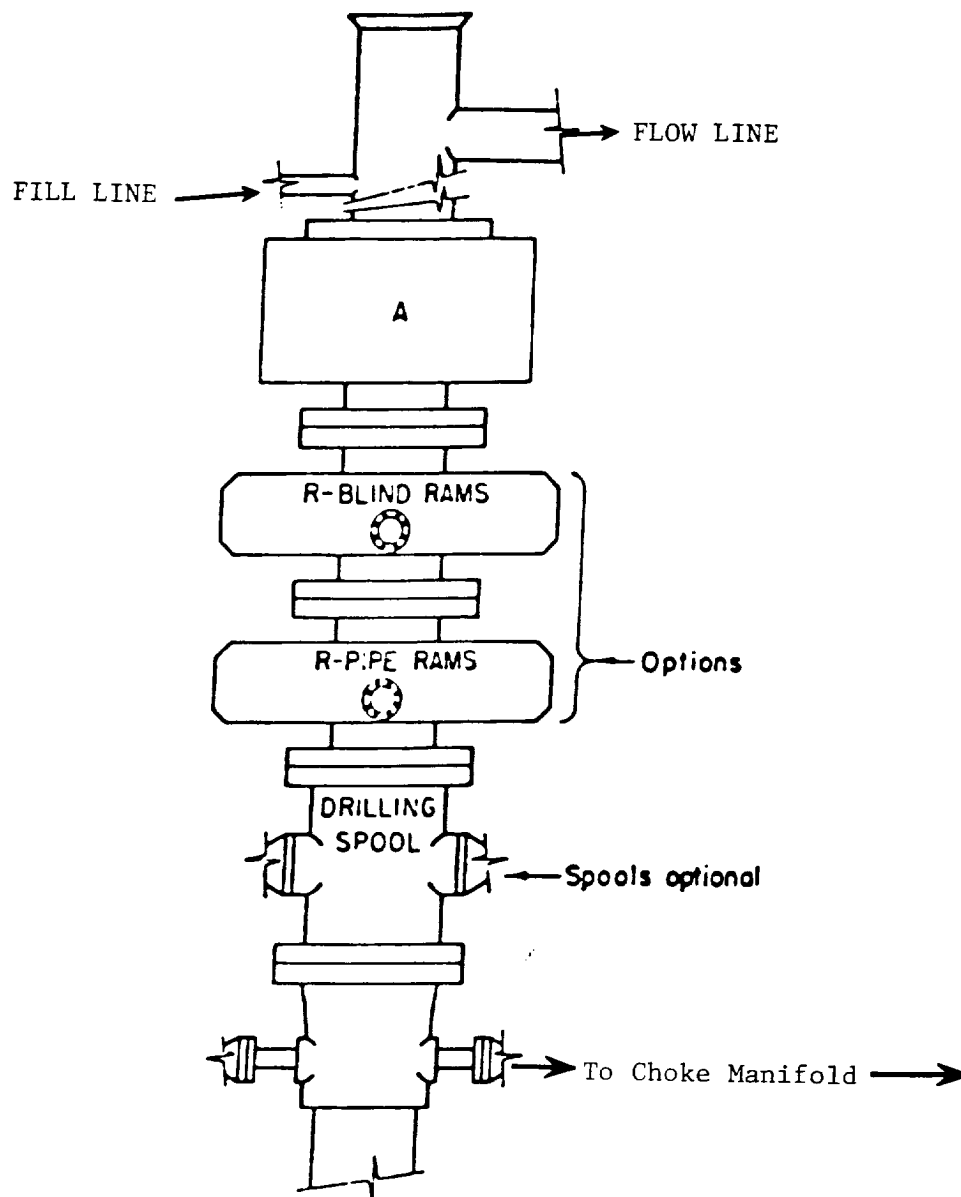 FLOW LINE
FILL LINE
A
R-BLIND RAMS
R-PIPE RAMS
Options
DRILLING
SPOOL
Spools optional
To Choke Manifold